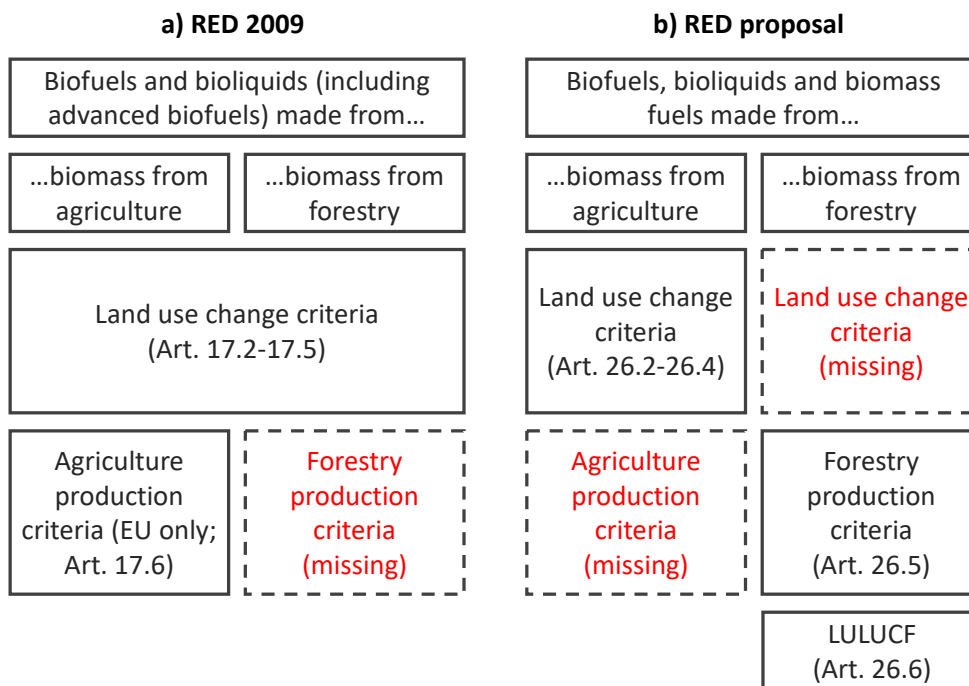 a) RED 2009
Biofuels and bioliquids (including
advanced biofuels) made from...
...biomass from
agriculture
...biomass from
forestry
Land use change criteria
(Art. 17.2-17.5)
Agriculture
production
criteria (EU only;
Art. 17.6)
Forestry
production
criteria
(missing)
b) RED proposal
Biofuels, bioliquids and biomass
fuels made from...
...biomass from
agriculture
...biomass from
forestry
Land use change
criteria
(Art. 26.2-26.4)
Land use change
criteria
(missing)
Agriculture
production
criteria
(missing)
Forestry
production
criteria
(Art. 26.5)
LULUCF
(Art. 26.6)